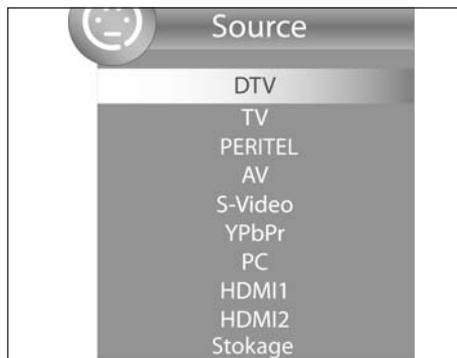 Source
DTV
TV
PERITEL
AV
S-Video
YPbPr
PC
HDMI1
HDMI2
Stokage